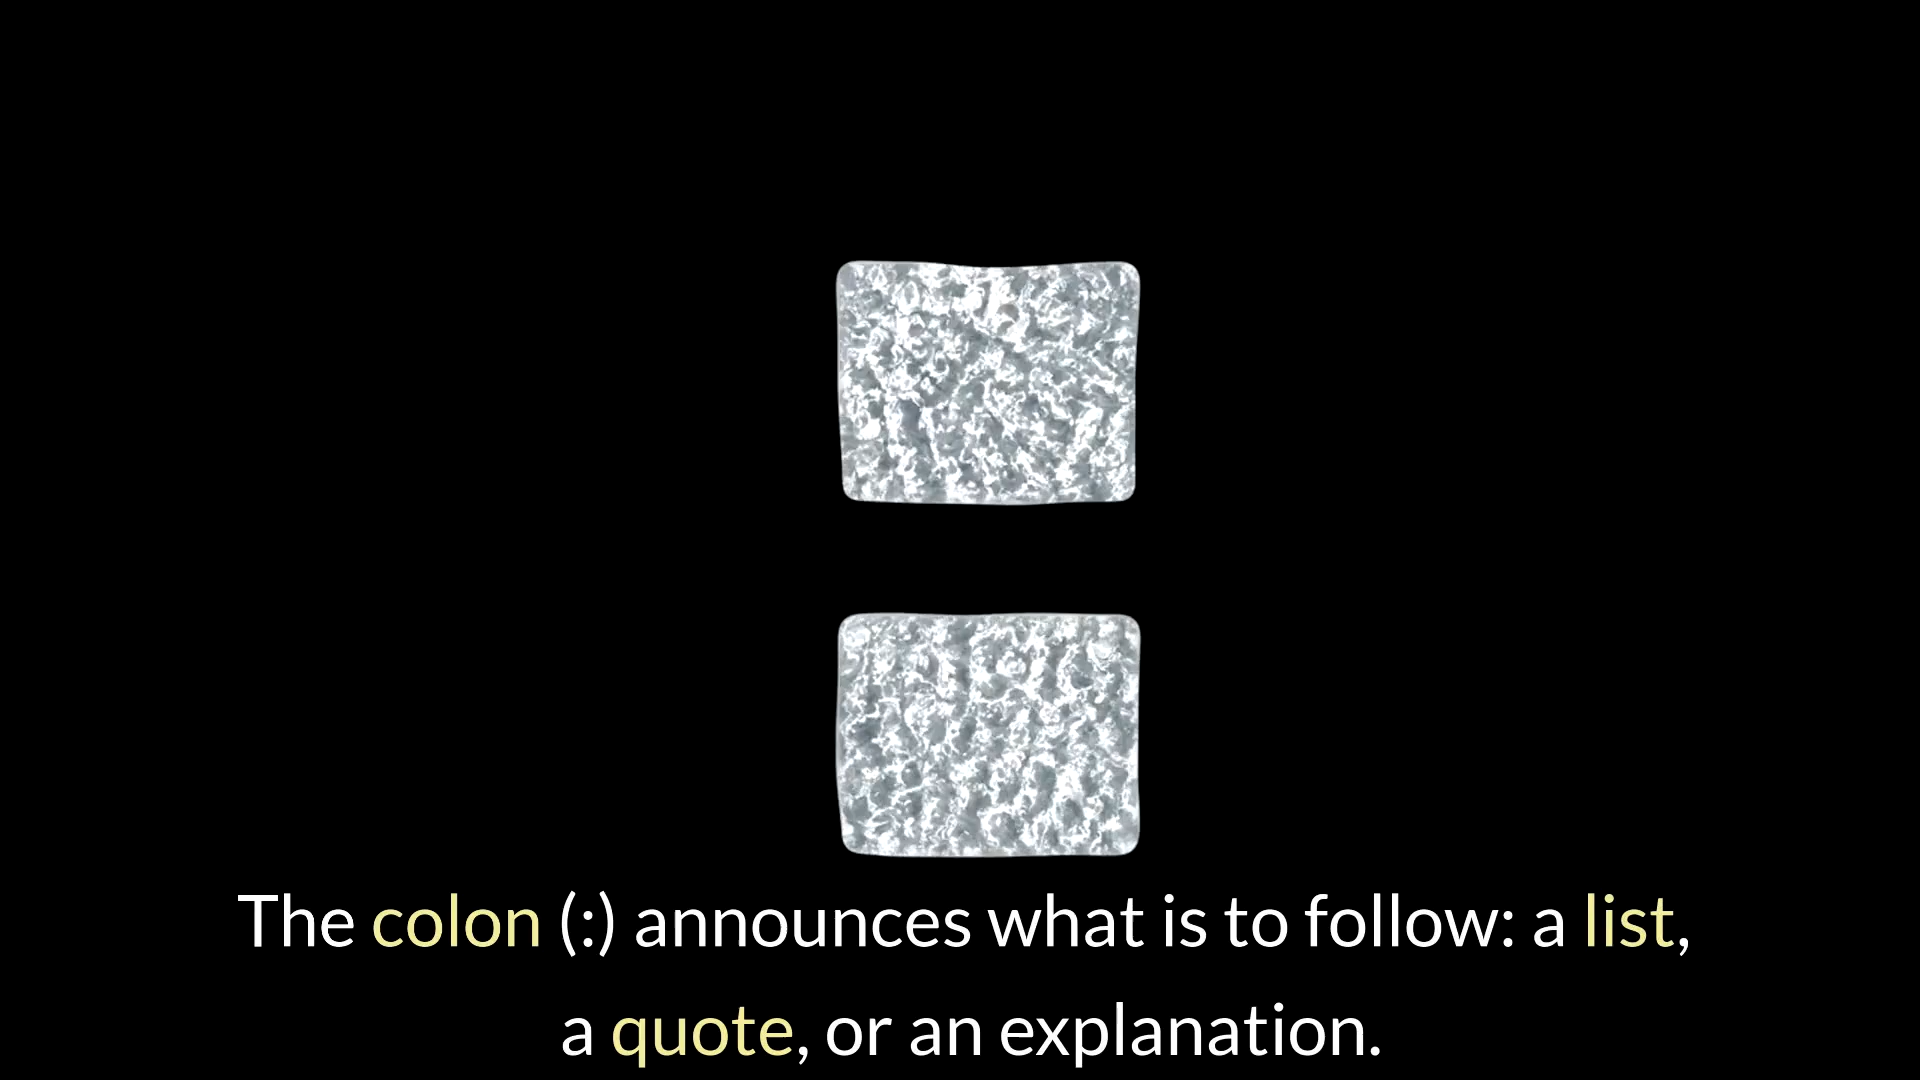 The colon (:) announces what is to follow: a list,
a quote, or an explanation.